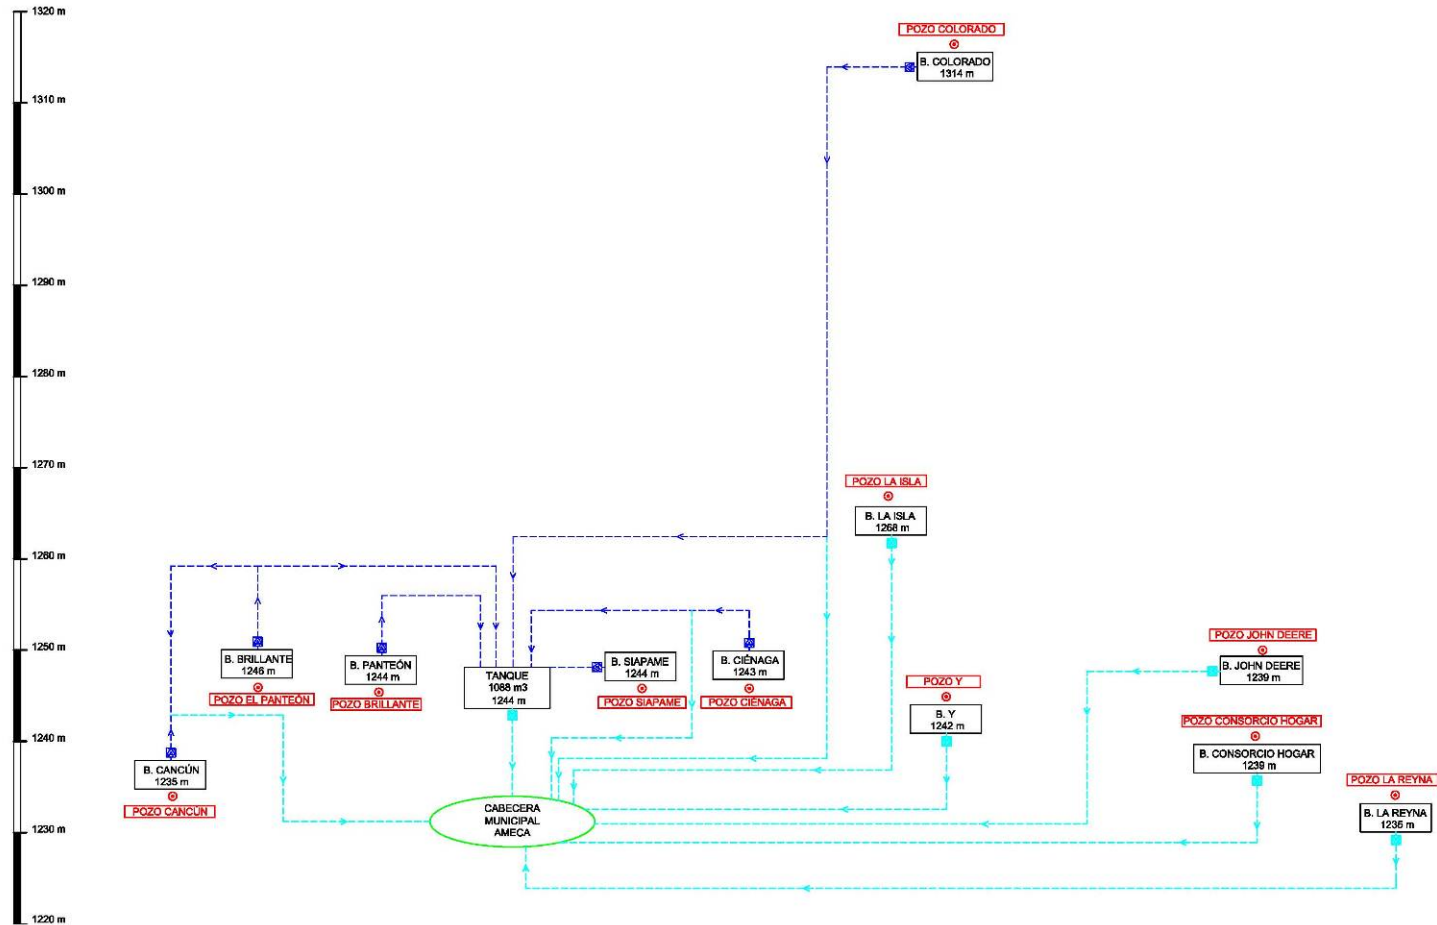 1320 m
1310 m
1300 m
1290 m
1280 m
1270 m
1260 m
1250 m
1240 m
1230 m
1220 m
POZO COLORADO
B. COLORADO
1314 m
POZO LA ISLA
B. LA ISLA
1268 m
B. BRILLANTE
1246 m
POZO EL PANTEÓN
B. PANTEÓN
1244 m
POZO BRILLANTE
TANQUE
1088 m3
1244 m
B. SIAPAME
1244 m
POZO SIAPAME
B. CIÉNAGA
1243 m
POZO CIÉNAGA
POZO Y
B. Y
1242 m
POZO JOHN DEERE
B. JOHN DEERE
1239 m
POZO CONSORCIO HOGAR
B. CONSORCIO HOGAR
1239 m
B. CANCÚN
1235 m
POZO CANCÚN
CABECERA
MUNICIPAL
AMECA
POZO LA REYNA
B. LA REYNA
1235 m